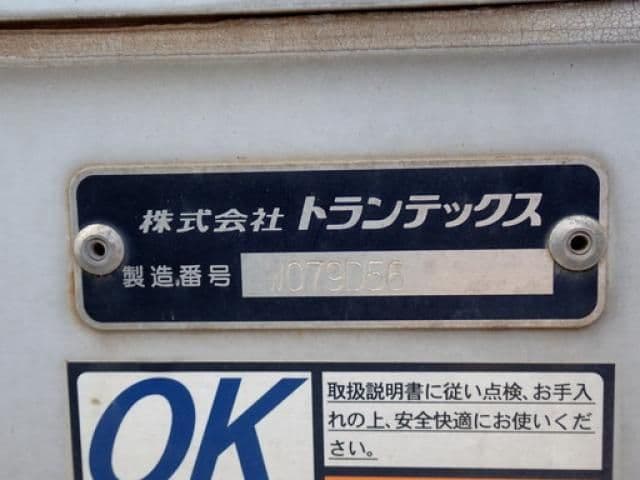 株式会社 トランテックス
製造番号 W079D56
OK
取扱説明書に従い点検、お手入
れの上、安全快適にお使いくだ
さい。